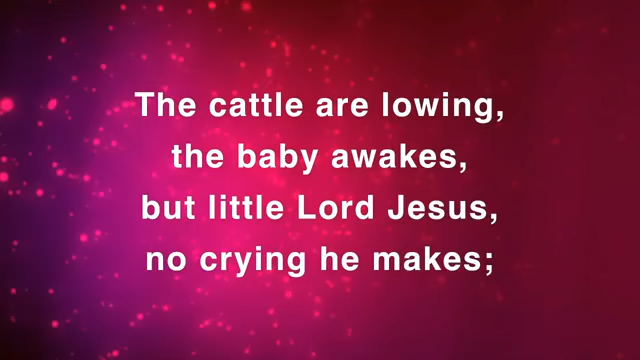 The cattle are lowing,
the baby awakes,
but little Lord Jesus,
no crying he makes;